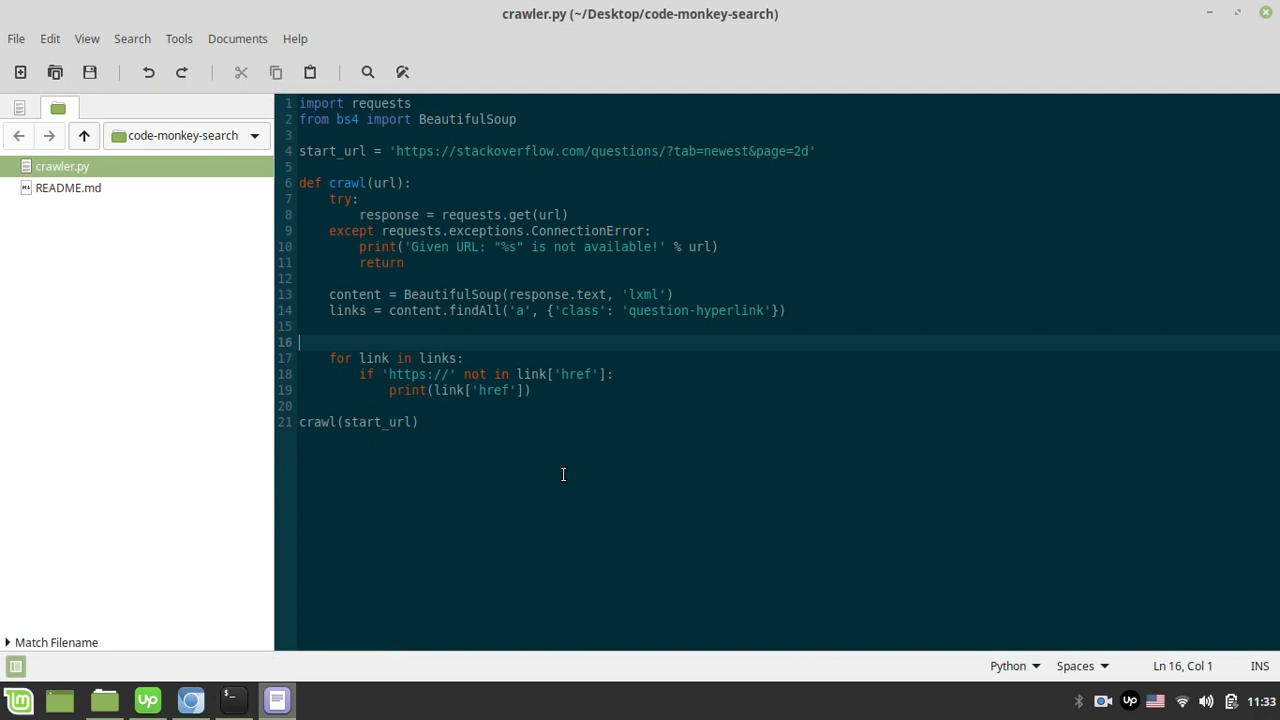 crawler.py (~/Desktop/code-monkey-search)
File Edit View Search Tools Documents Help
code-monkey-search
crawler.py
README.md
1 import requests
2 from bs4 import BeautifulSoup
3
4 start_url = 'https://stackoverflow.com/questions/?tab=newest&page=2d'
5
6 def crawl(url):
7     try:
8         response = requests.get(url)
9     except requests.exceptions.ConnectionError:
10         print('Given URL: "%s" is not available!' % url)
11         return
12
13     content = BeautifulSoup(response.text, 'lxml')
14     links = content.findAll('a', {'class': 'question-hyperlink'})
15
16
17     for link in links:
18         if 'https://' not in link['href']:
19             print(link['href'])
20
21 crawl(start_url)
Match Filename
Python Spaces Ln 16, Col 1 INS
up Up 11:33